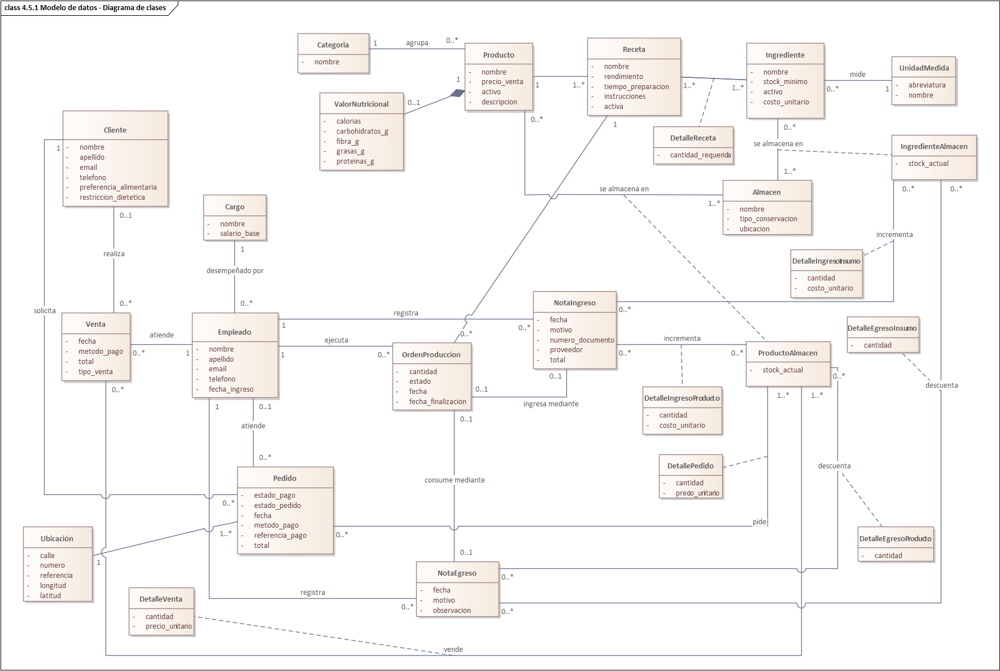 class 4.5.1 Modelo de datos - Diagrama de clases
Categoria
- nombre
1
agrupa
0..*
Producto
- nombre
- precio_venta
- activo
- descripcion
1
0..1
ValorNutricional
- calorias
- carbohidratos_g
- fibra_g
- grasas_g
- proteinas_g
1
1..*
Receta
- nombre
- rendimiento
- tiempo_preparacion
- instrucciones
- activa
1..*
1..*
1
Ingrediente
- nombre
- stock_minimo
- activo
- costo_unitario
0..*
mide
1
UnidadMedida
- abreviatura
- nombre
DetalleReceta
- cantidad_requerida
0..*
se almacena en
1..*
IngredienteAlmacen
- stock_actual
0..*
0..*
0..*
se almacena en
1..*
Almacen
- nombre
- tipo_conservacion
- ubicacion
Cliente
- nombre
- apellido
- email
- telefono
- preferencia_alimentaria
- restriccion_dietetica
1
0..1
realiza
0..*
solicita
Cargo
- nombre
- salario_base
1
desempeñado por
0..*
incrementa
DetalleIngresoInsumo
- cantidad
- costo_unitario
Venta
- fecha
- metodo_pago
- total
- tipo_venta
0..*
atiende
1
0..*
Empleado
- nombre
- apellido
- email
- telefono
- fecha_ingreso
1
registra
0..*
1
ejecuta
0..*
1
0..1
atiende
0..*
0..*
OrdenProduccion
- cantidad
- estado
- fecha
- fecha_finalizacion
0..1
0..1
ingresa mediante
0..1
NotaIngreso
- fecha
- motivo
- numero_documento
- proveedor
- total
0..*
0..*
incrementa
0..*
ProductoAlmacen
- stock_actual
0..*
1..*
1..*
DetalleEgresoInsumo
- cantidad
descuenta
DetalleIngresoProducto
- cantidad
- costo_unitario
DetallePedido
- cantidad
- precio_unitario
descuenta
consume mediante
0..1
Pedido
- estado_pago
- estado_pedido
- fecha
- metodo_pago
- referencia_pago
- total
0..*
1..*
0..*
pide
Ubicación
- calle
- numero
- referencia
- longitud
- latitud
1
DetalleEgresoProducto
- cantidad
NotaEgreso
- fecha
- motivo
- observacion
0..*
0..*
registra
0..*
DetalleVenta
- cantidad
- precio_unitario
vende